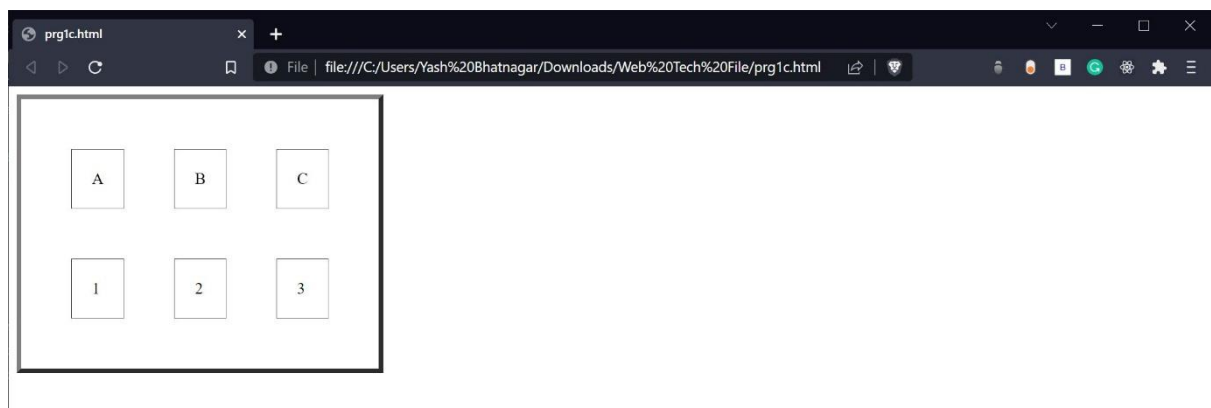 prg1c.html
File file:///C:/Users/Yash%20Bhatnagar/Downloads/Web%20Tech%20File/prg1c.html
B G
A B C
1 2 3